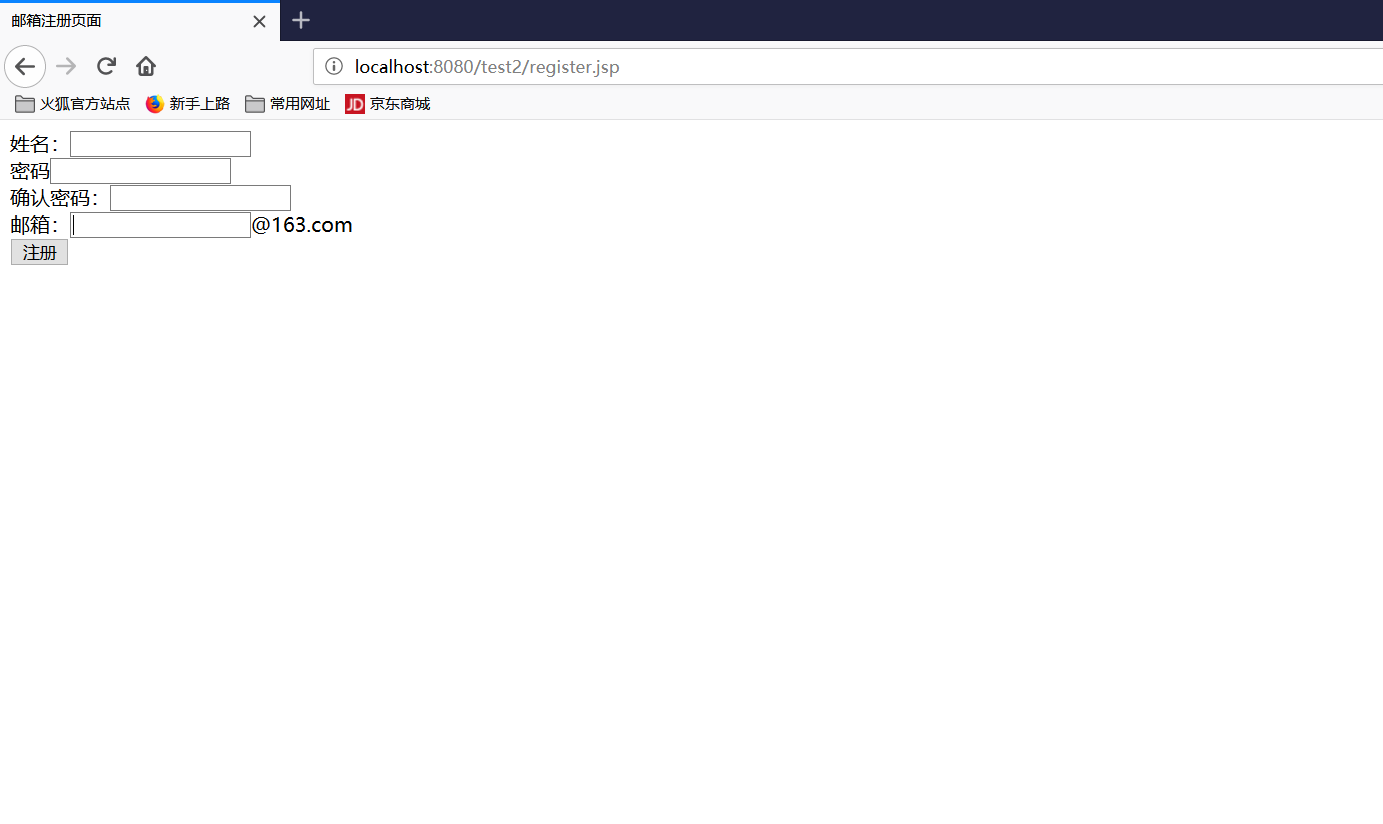 邮箱注册页面
localhost:8080/test2/register.jsp
火狐官方站点 新手上路 常用网址 JD 京东商城
姓名：
密码
确认密码：
邮箱： @163.com
注册